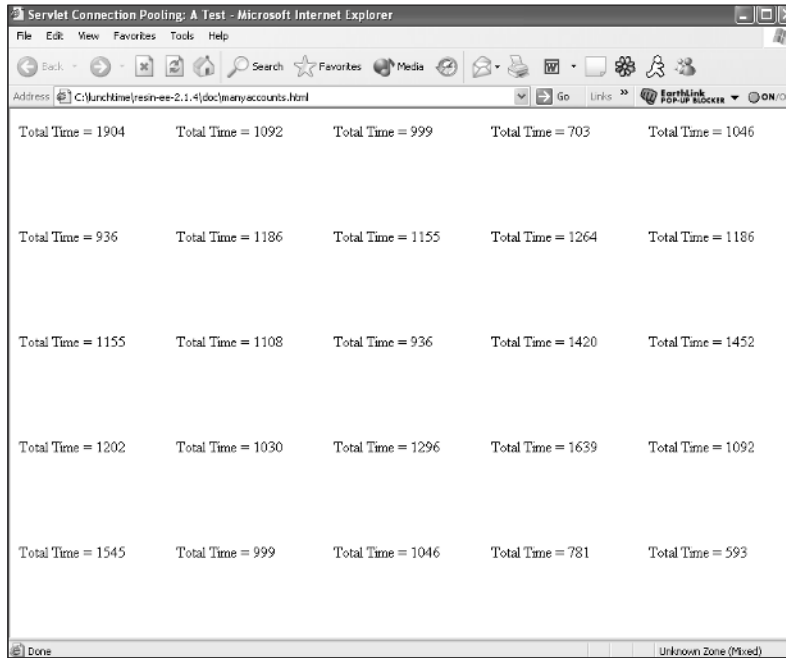 Servlet Connection Pooling: A Test - Microsoft Internet Explorer
File Edit View Favorites Tools Help
Back Search Favorites Media
Address C:\lunchtime\resin-ee-2.1.4\doc\manyaccounts.html Go Links » EarthLink POP-UP BLOCKER ON/O
Total Time = 1904 Total Time = 1092 Total Time = 999 Total Time = 703 Total Time = 1046
Total Time = 936 Total Time = 1186 Total Time = 1155 Total Time = 1264 Total Time = 1186
Total Time = 1155 Total Time = 1108 Total Time = 936 Total Time = 1420 Total Time = 1452
Total Time = 1202 Total Time = 1030 Total Time = 1296 Total Time = 1639 Total Time = 1092
Total Time = 1545 Total Time = 999 Total Time = 1046 Total Time = 781 Total Time = 593
Done Unknown Zone (Mixed)